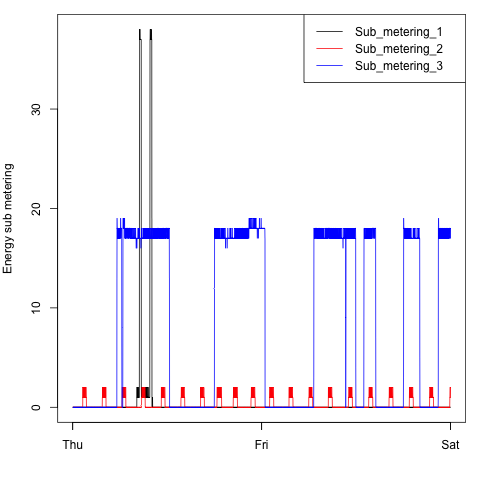 Sub_metering_1
Sub_metering_2
Sub_metering_3
Energy sub metering
30
20
10
0
Thu
Fri
Sat